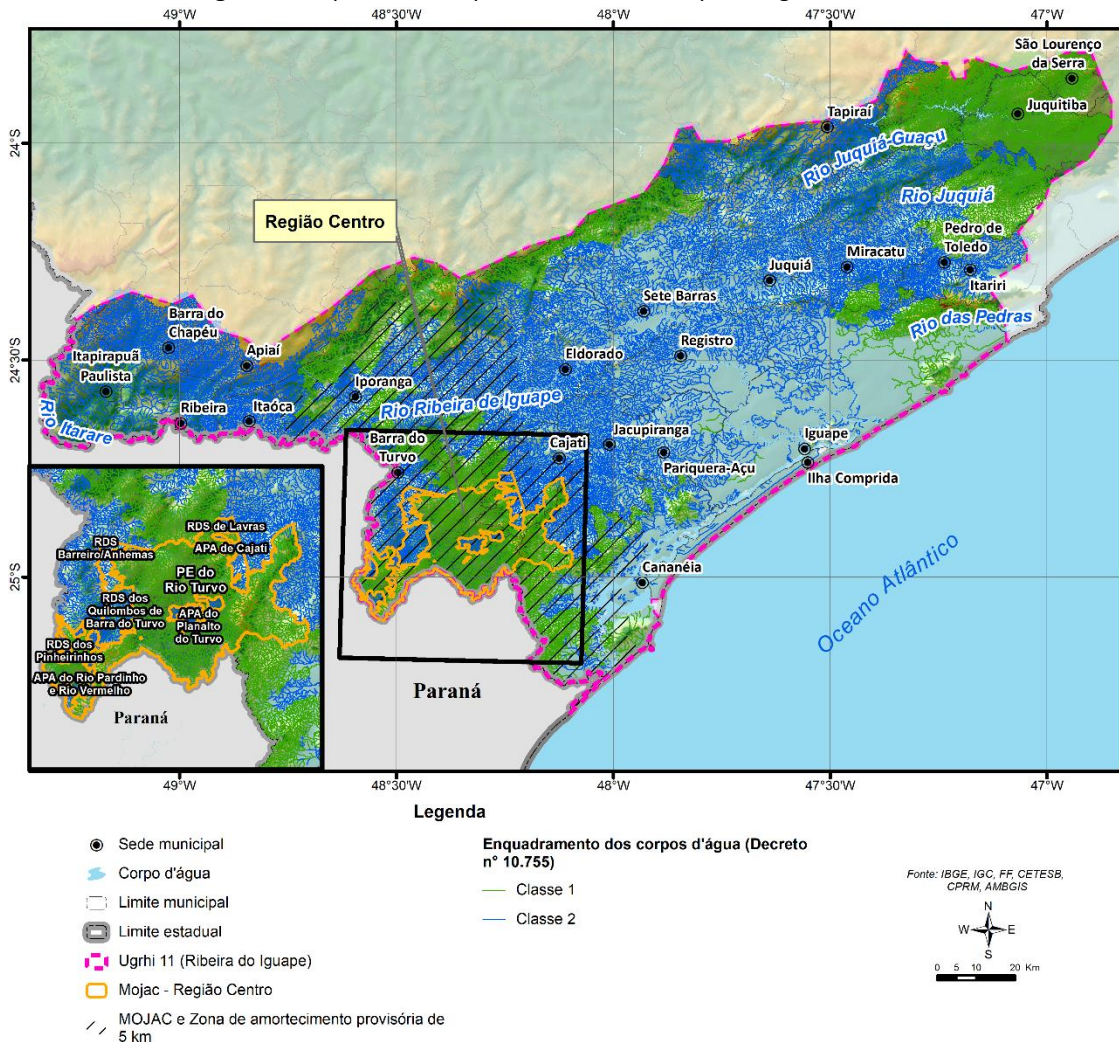 49°W
48°30'W
48°W
47°30'W
47°W
São Lourenço
da Serra
Juquitiba
Tapiraí
24°S
Rio Juquiá-Guaçu
Rio Juquiá
Região Centro
Pedro de
Toledo
Miracatu
Juquiá
Itariri
Sete Barras
Barra do
Chapéu
Rio das Pedras
Apiaí
Registro
24°30'S
Itapirapuã
Paulista
Eldorado
Iporanga
Rio Ribeira de Iguape
Ribeira
Itaóca
Rio Itarare
Barra do
Turvo
Cajati
Jacupiranga
Iguape
Pariquera-Açu
Ilha Comprida
RDS de Lavras
RDS
Barreiro/Anhemas
APA de Cajati
PE do
Rio Turvo
RDS dos
Quilombos de
Barra do Turvo
APA do
Planalto
do Turvo
RDS dos
Pinheirinhos
APA do Rio Pardinho
e Rio Vermelho
Paraná
25°S
Cananéia
Oceano Atlântico
Paraná
49°W
48°30'W
48°W
47°30'W
47°W
Legenda
Sede municipal
Corpo d'água
Limite municipal
Limite estadual
Ugrhi 11 (Ribeira do Iguape)
Mojac - Região Centro
MOJAC e Zona de amortecimento provisória de
5 km
Enquadramento dos corpos d'água (Decreto
n° 10.755)
Classe 1
Classe 2
Fonte: IBGE, IGC, FF, CETESB,
CPRM, AMBGIS
N
W E
S
0 5 10 20 Km